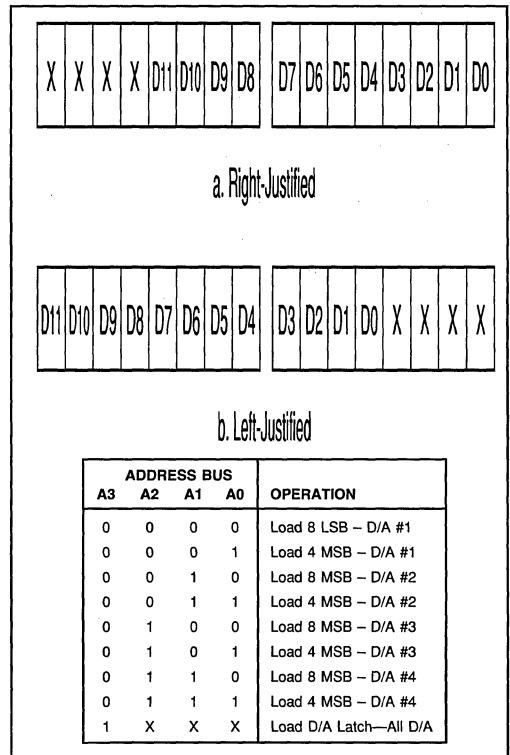 X X X X D11 D10 D9 D8 D7 D6 D5 D4 D3 D2 D1 D0
a. Right-Justified
D11 D10 D9 D8 D7 D6 D5 D4 D3 D2 D1 D0 X X X X
b. Left-Justified
ADDRESS BUS
A3 A2 A1 A0 OPERATION
0 0 0 0 Load 8 LSB – D/A #1
0 0 0 1 Load 4 MSB – D/A #1
0 0 1 0 Load 8 MSB – D/A #2
0 0 1 1 Load 4 MSB – D/A #2
0 1 0 0 Load 8 MSB – D/A #3
0 1 0 1 Load 4 MSB – D/A #3
0 1 1 0 Load 8 MSB – D/A #4
0 1 1 1 Load 4 MSB – D/A #4
1 X X X Load D/A Latch—All D/A